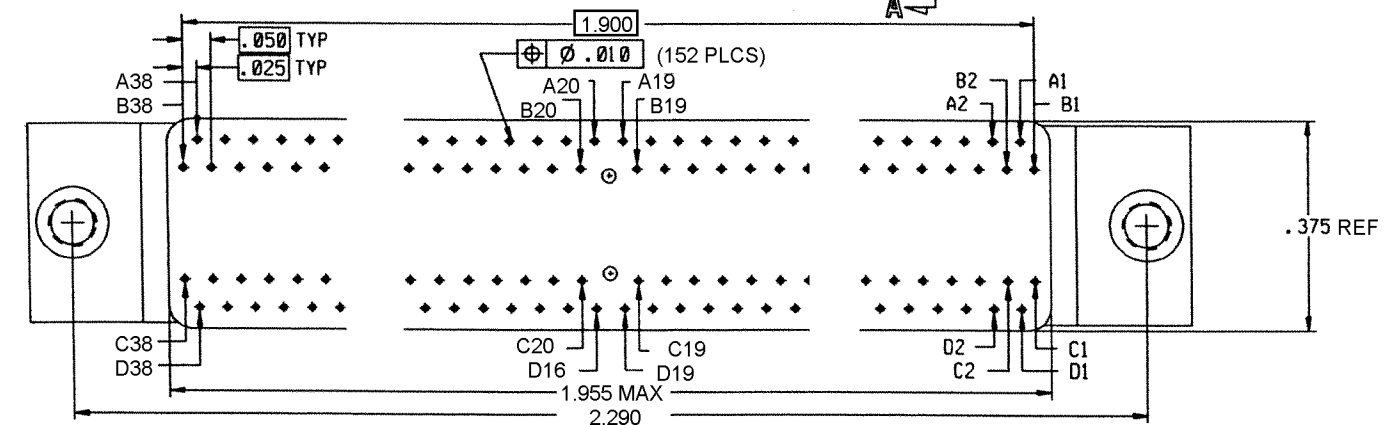 A
1.900
.050 TYP
⌖ Ø .010 (152 PLCS)
.025 TYP
A38
B38
A20
A19
B20
B19
B2
A1
A2
B1
.375 REF
C38
D38
C20
C19
D16
D19
D2
C1
C2
D1
1.955 MAX
2.290